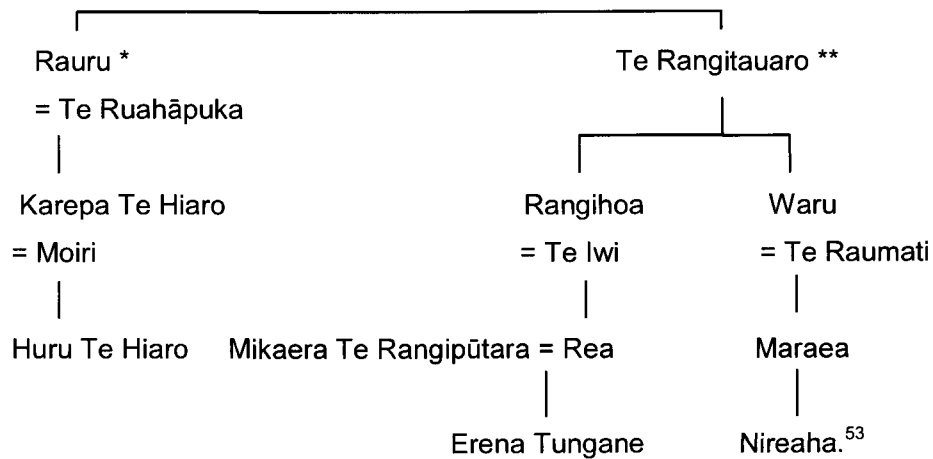 Rauru * Te Rangitauaro **
= Te Ruahāpuka
Karepa Te Hiaro Rangihoa Waru
= Moiri = Te Iwi = Te Raumati
Huru Te Hiaro Mikaera Te Rangipūtara = Rea Maraea
Erena Tungane Nireaha.53